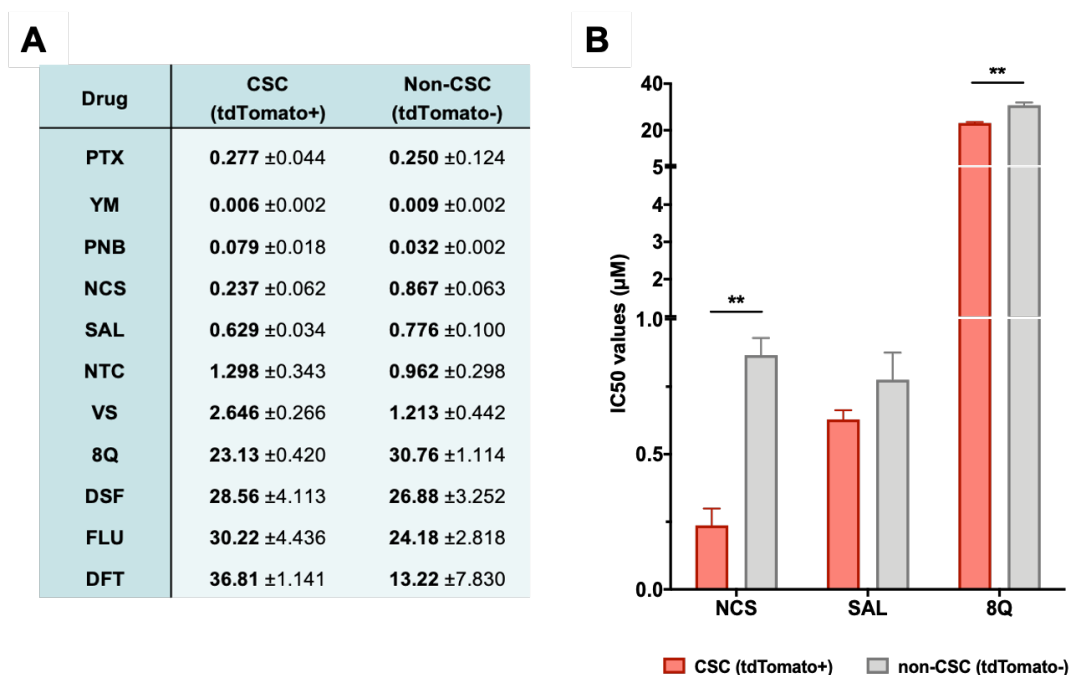 A
Drug CSC (tdTomato+) Non-CSC (tdTomato-)
PTX 0.277 ±0.044 0.250 ±0.124
YM 0.006 ±0.002 0.009 ±0.002
PNB 0.079 ±0.018 0.032 ±0.002
NCS 0.237 ±0.062 0.867 ±0.063
SAL 0.629 ±0.034 0.776 ±0.100
NTC 1.298 ±0.343 0.962 ±0.298
VS 2.646 ±0.266 1.213 ±0.442
8Q 23.13 ±0.420 30.76 ±1.114
DSF 28.56 ±4.113 26.88 ±3.252
FLU 30.22 ±4.436 24.18 ±2.818
DFT 36.81 ±1.141 13.22 ±7.830
B
IC50 values (µM)
40
20
5
4
3
2
1.0
0.5
0.0
**
**
NCS SAL 8Q
CSC (tdTomato+) non-CSC (tdTomato-)